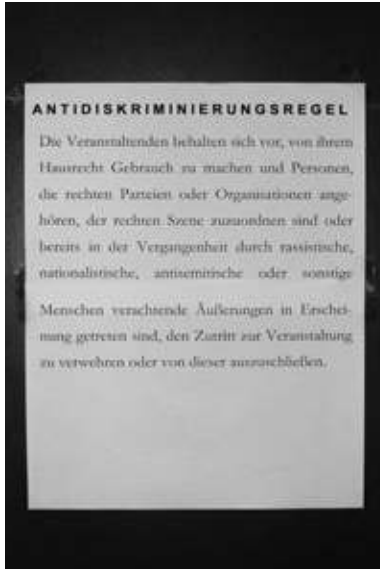 ANTIDISKRIMINIERUNGSREGEL
Die Veranstaltenden behalten sich vor, von ihrem
Hausrecht Gebrauch zu machen und Personen,
die rechten Parteien oder Organisationen ange-
hören, der rechten Szene zuzuordnen sind oder
bereits in der Vergangenheit durch rassistische,
nationalistische, antisemitische oder sonstige
Menschen verachtende Äußerungen in Erschei-
nung getreten sind, den Zutritt zur Veranstaltung
zu verwehren oder von dieser auszuschließen.